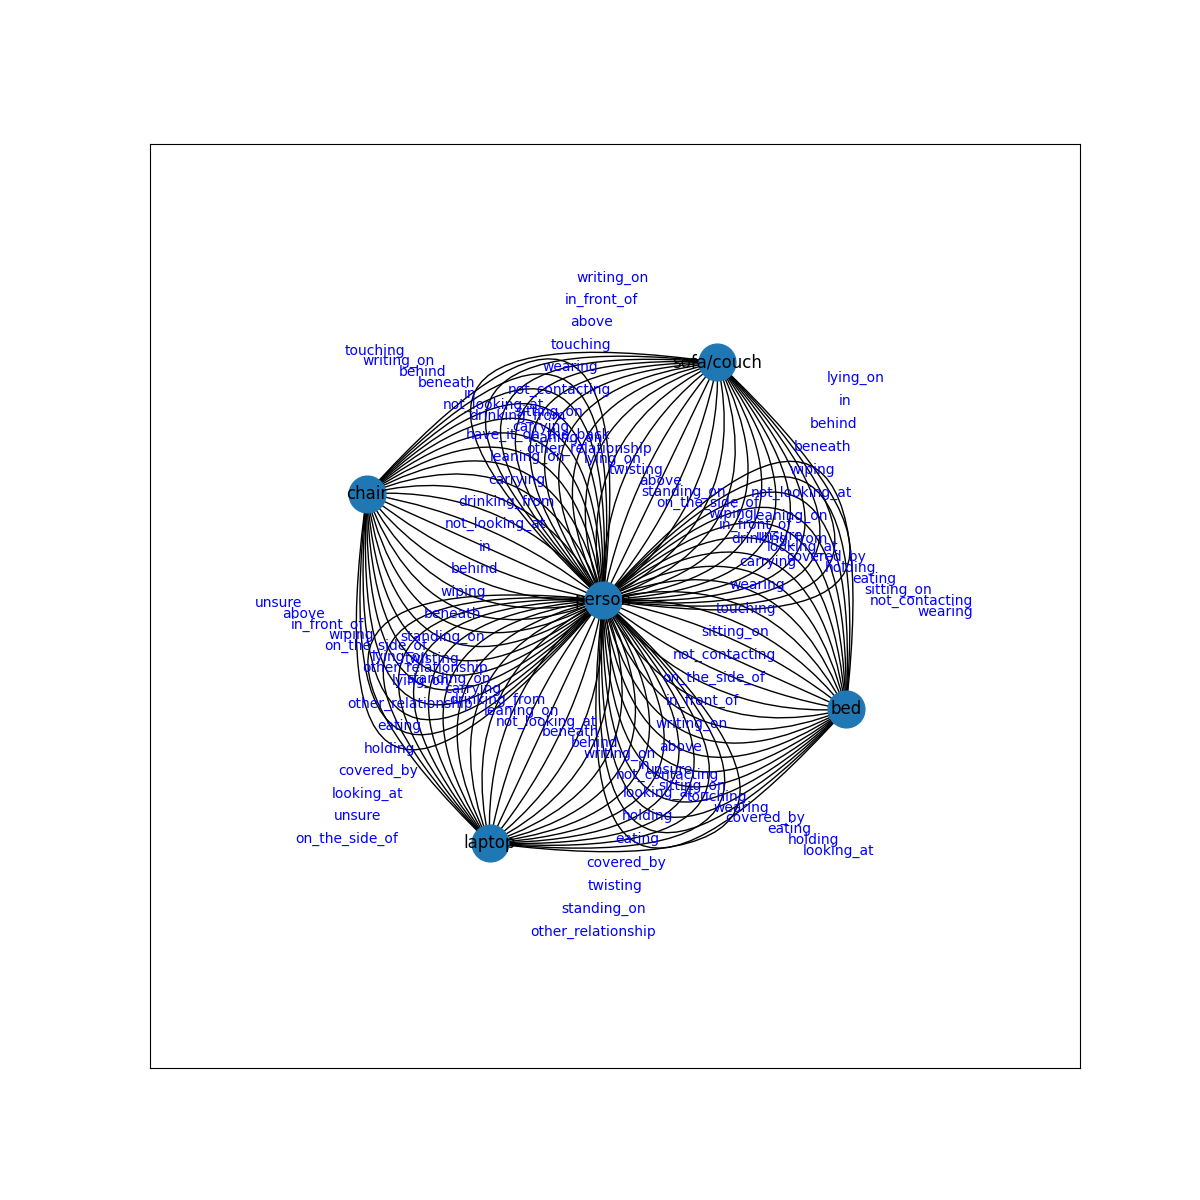 writing_on
in_front_of
above
touching
wearing
not_contacting
sitting_on
touching
writing_on
behind
beneath
in
not_looking_at
drinking_from
have_it_on_the_back
leaning_on
carrying
drinking_from
not_looking_at
in
behind
wiping
beneath
standing_on
carrying
leaning_on
other_relationship
lying_on
twisting
above
standing_on
on_the_side_of
wiping
in_front_of
unsure
looking_at
covered_by
holding
eating
sitting_on
not_contacting
wearing
sofa/couch
lying_on
in
behind
beneath
wiping
not_looking_at
leaning_on
drinking_from
carrying
wearing
touching
sitting_on
not_contacting
on_the_side_of
in_front_of
writing_on
above
unsure
chair
person
bed
laptop
unsure
above
in_front_of
wiping
on_the_side_of
lying_on
twisting
other_relationship
standing_on
lying_on
carrying
drinking_from
leaning_on
not_looking_at
beneath
behind
writing_on
in
not_contacting
sitting_on
touching
wearing
covered_by
eating
holding
looking_at
other_relationship
eating
holding
covered_by
looking_at
unsure
on_the_side_of
looking_at
holding
eating
covered_by
twisting
standing_on
other_relationship